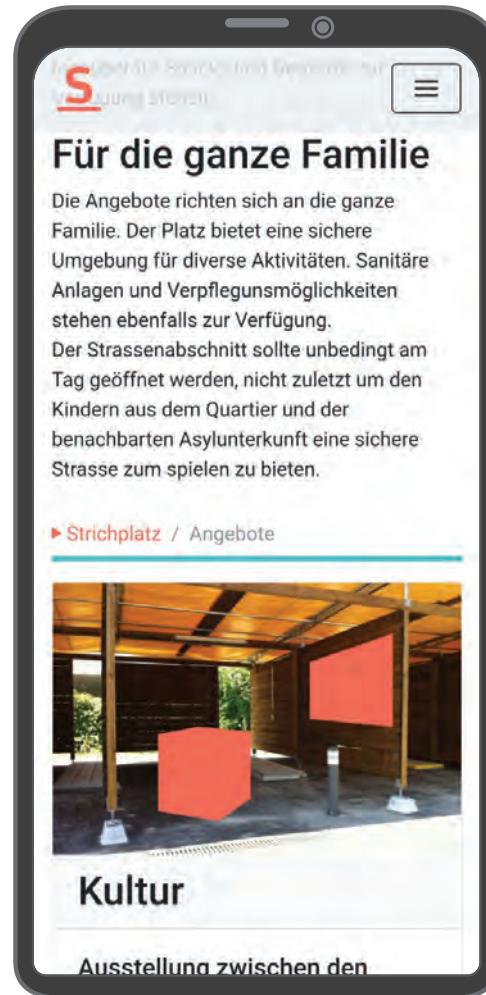 S
Für die ganze Familie
Die Angebote richten sich an die ganze
Familie. Der Platz bietet eine sichere
Umgebung für diverse Aktivitäten. Sanitäre
Anlagen und Verpflegunsmöglichkeiten
stehen ebenfalls zur Verfügung.
Der Strassenabschnitt sollte unbedingt am
Tag geöffnet werden, nicht zuletzt um den
Kindern aus dem Quartier und der
benachbarten Asylunterkunft eine sichere
Strasse zum spielen zu bieten.
Strichplatz / Angebote
Kultur
Ausstellung zwischen den